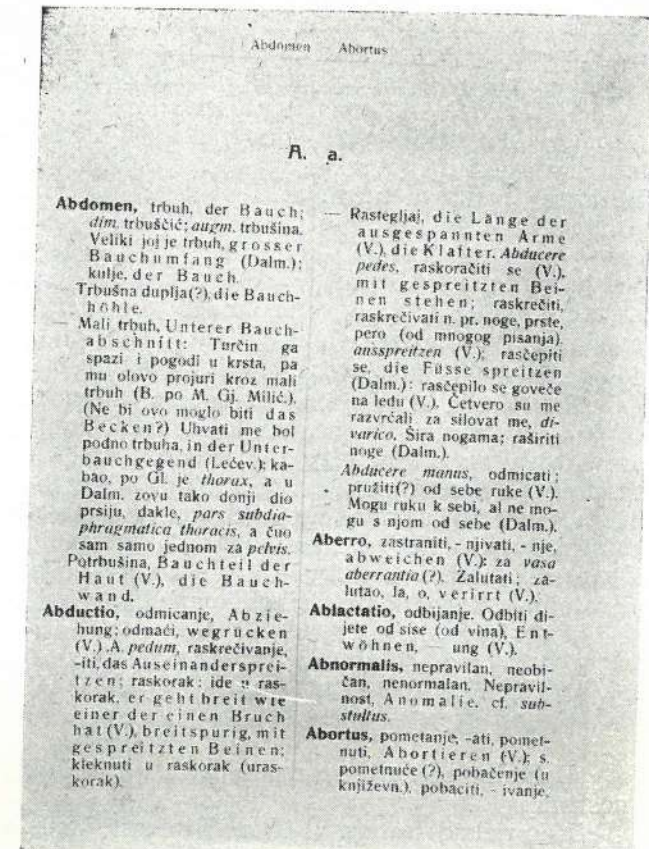 Abdomen Abortus
A. a.
Abdomen, trbuh, der Bauch;
dim. trbuščić; augm. trbušina.
Veliki joj je trbuh, grosser
Bauchumfang (Dalm.);
kulje, der Bauch.
Trbušna duplja(?), die Bauch-
höhle.
— Mali trbuh, Unterer Bauch-
abschnitt: Turčin ga
spazi i pogodi u krsta, pa
mu olovo projuri kroz mali
trbuh (B. po M. Gj. Milić.).
(Ne bi ovo moglo biti das
Becken?) Uhvati me bol
podno trbuha, in der Unter-
bauchgegend (Lečev.); ka-
bao, po Gl. je thorax, a u
Dalm. zovu tako donji dio
prsiju, dakle, pars subdia-
phragmatica thoracis, a čuo
sam samo jednom za pelvis.
Potrbušina, Bauchteil der
Haut (V.), die Bauch-
wand.
Abductio, odmicanje, Abzie-
hung; odmaći, wegrücken
(V.). A. pedum, raskrečivanje,
-iti, das Auseinanderspre­i-
tzen; raskorak: ide u ras-
korak, er geht breit wie
einer der einen Bruch
hat (V.), breitspurig, mit
gespreitzten Beinen;
kleknuti u raskorak (uras-
korak).
— Rastegljaj, die Länge der
ausgespannten Arme
(V.), die Klafter. Abducere
pedes, raskoračiti se (V.),
mit gespreitzten Bei-
nen stehen; raskrečiti,
raskrečivati n. pr. noge, prste,
pero (od mnogog pisanja),
ausspreitzen (V.); rasčepiti
se, die Füsse spreitzen
(Dalm.): rasčepilo se goveče
na ledu (V.). Četvero su me
razvrćali za silovat me, di-
varico. Šira nogama; raširiti
noge (Dalm.).
Abducere manus, odmicati;
pružiti(?) od sebe ruke (V.).
Mogu ruku k sebi, al ne mo-
gu s njom od sebe (Dalm.).
Aberro, zastraniti, - njivati, - nje,
abweichen (V.): za vasa
aberrantia (?). Zalutati; za-
lutao, la, o, verirrt (V.).
Ablactatio, odbijanje. Odbiti di-
jete od sise (od vina), Ent-
wöhnen, — ung (V.).
Abnormalis, nepravilan, neobi-
čan, nenormalan. Nepravil-
nost, Anomalie. cf. sub-
stultus.
Abortus, pometanje, -ati, pomet-
nuti, Abortieren (V.); s.
pometnuće (?), pobačenje (u
književn.), pobaciti, - ivanje,